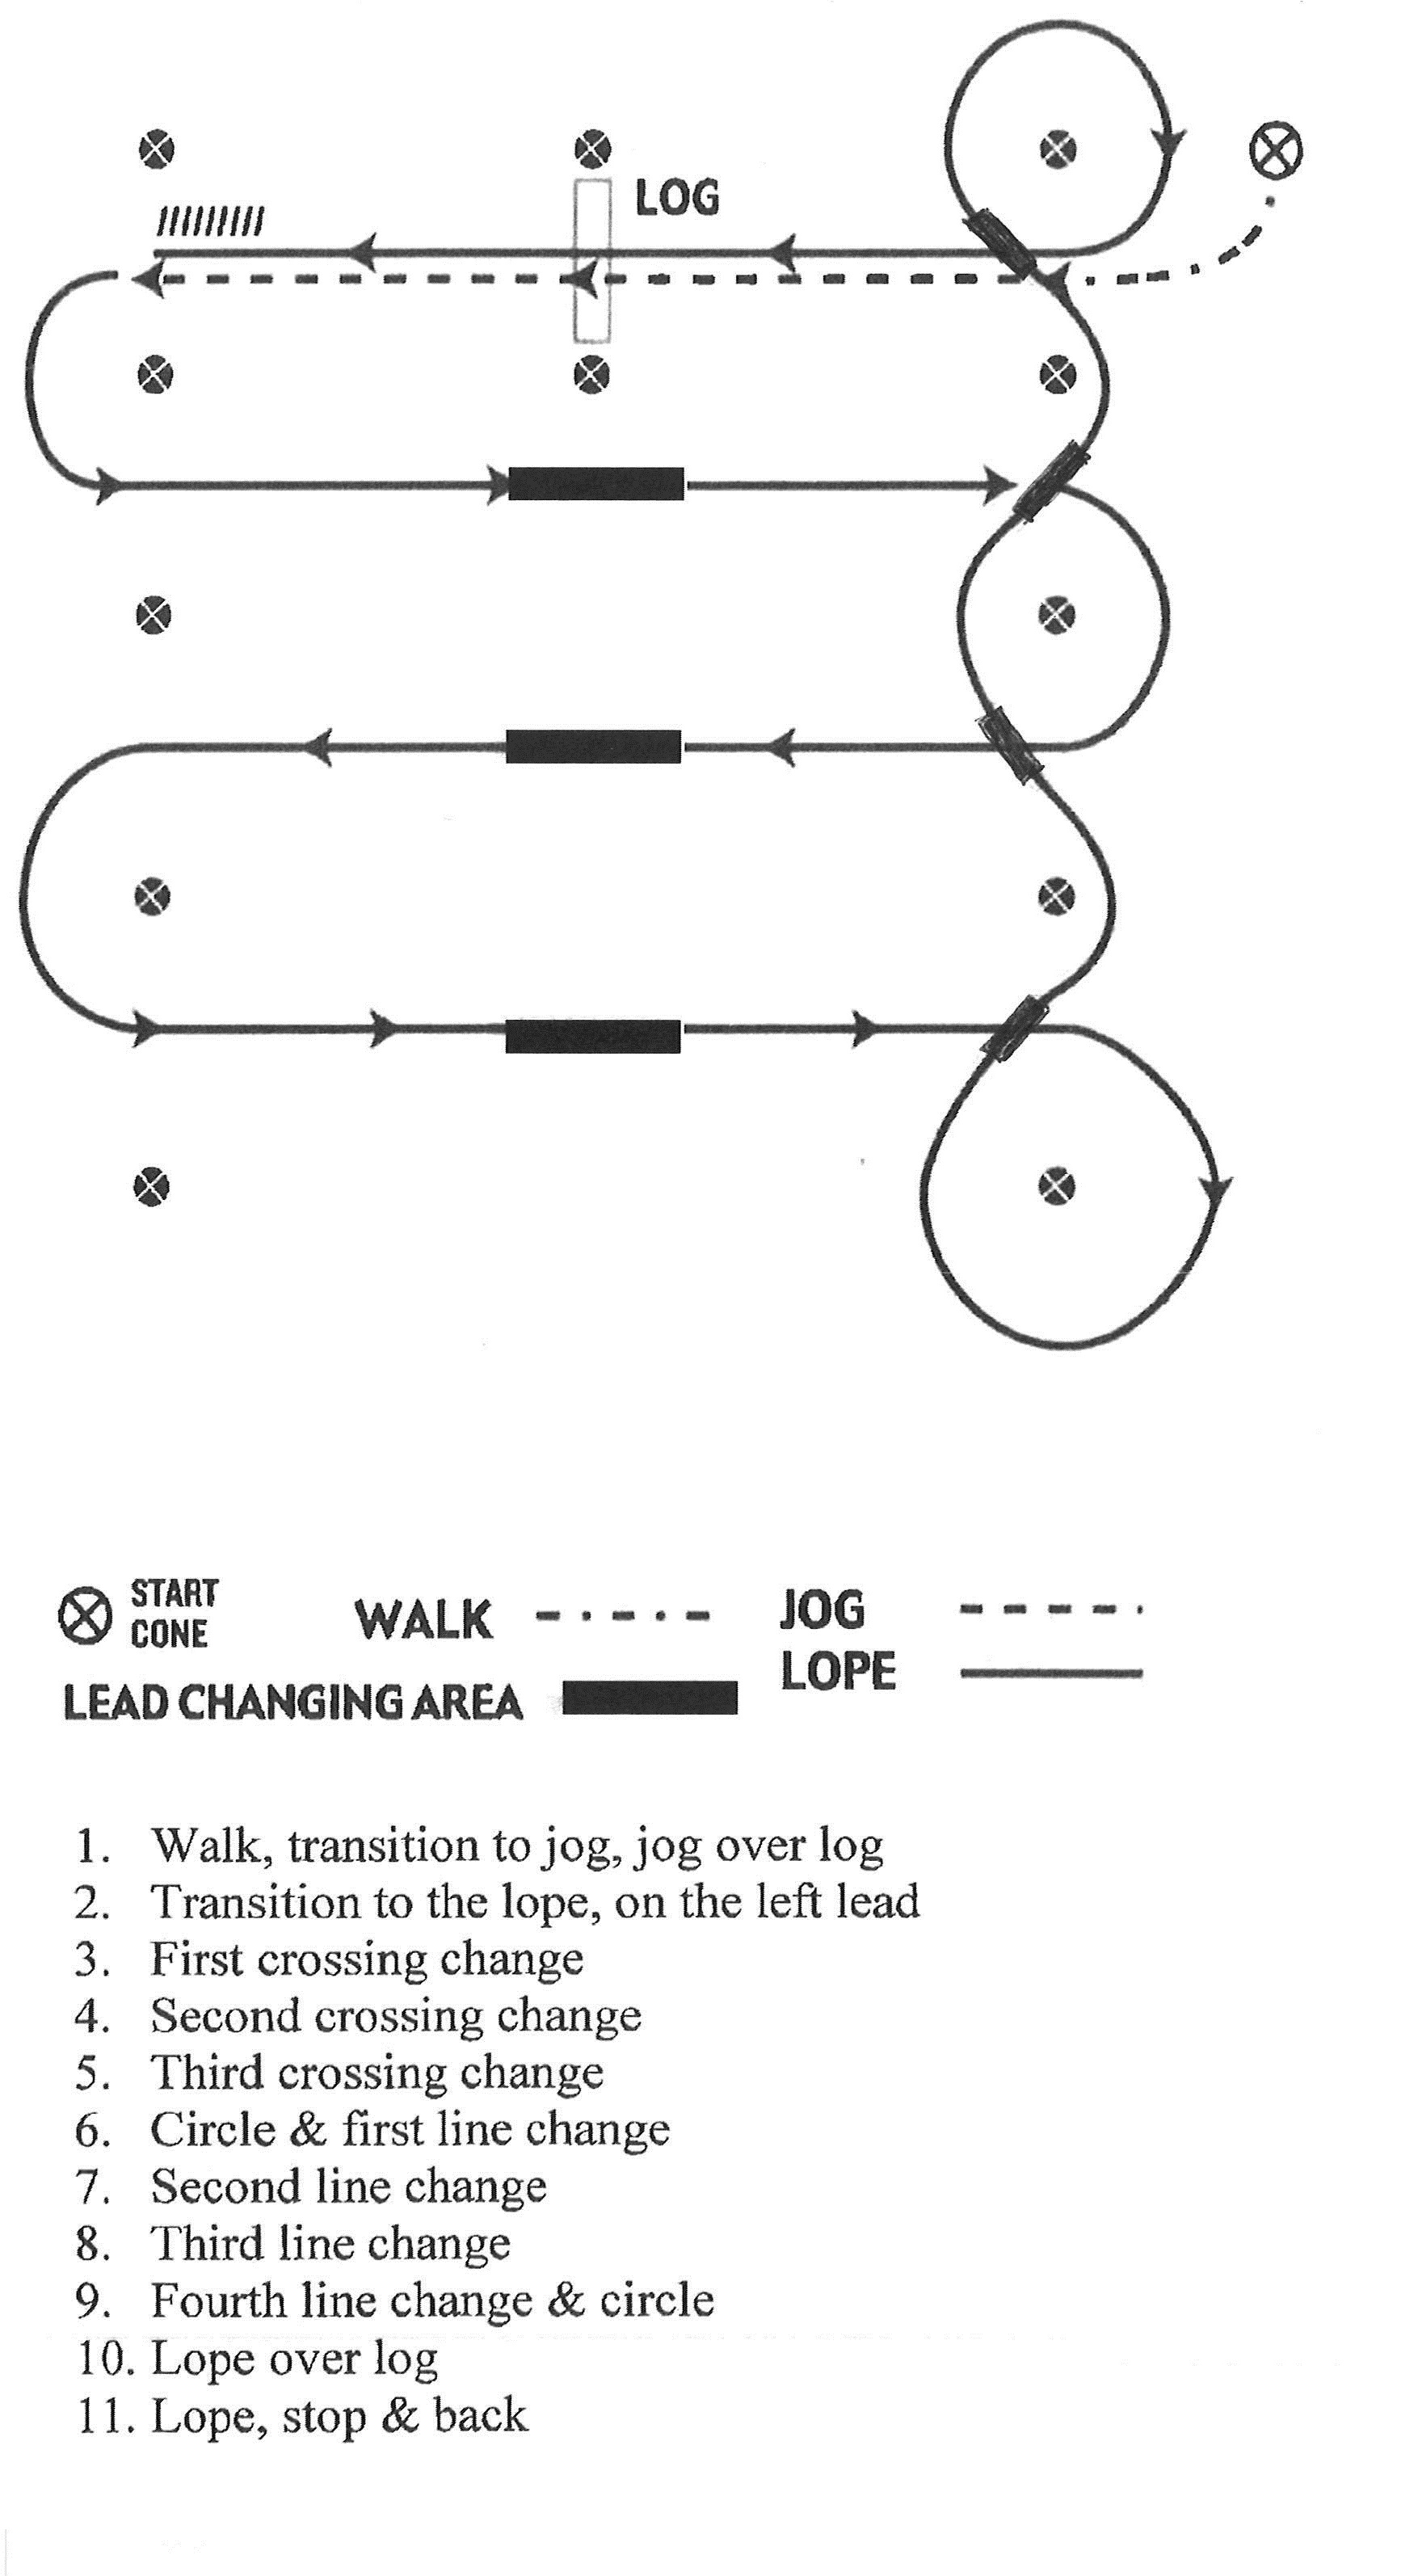 LOG
START
CONE
WALK
JOG
LOPE
LEAD CHANGING AREA
1. Walk, transition to jog, jog over log
2. Transition to the lope, on the left lead
3. First crossing change
4. Second crossing change
5. Third crossing change
6. Circle & first line change
7. Second line change
8. Third line change
9. Fourth line change & circle
10. Lope over log
11. Lope, stop & back